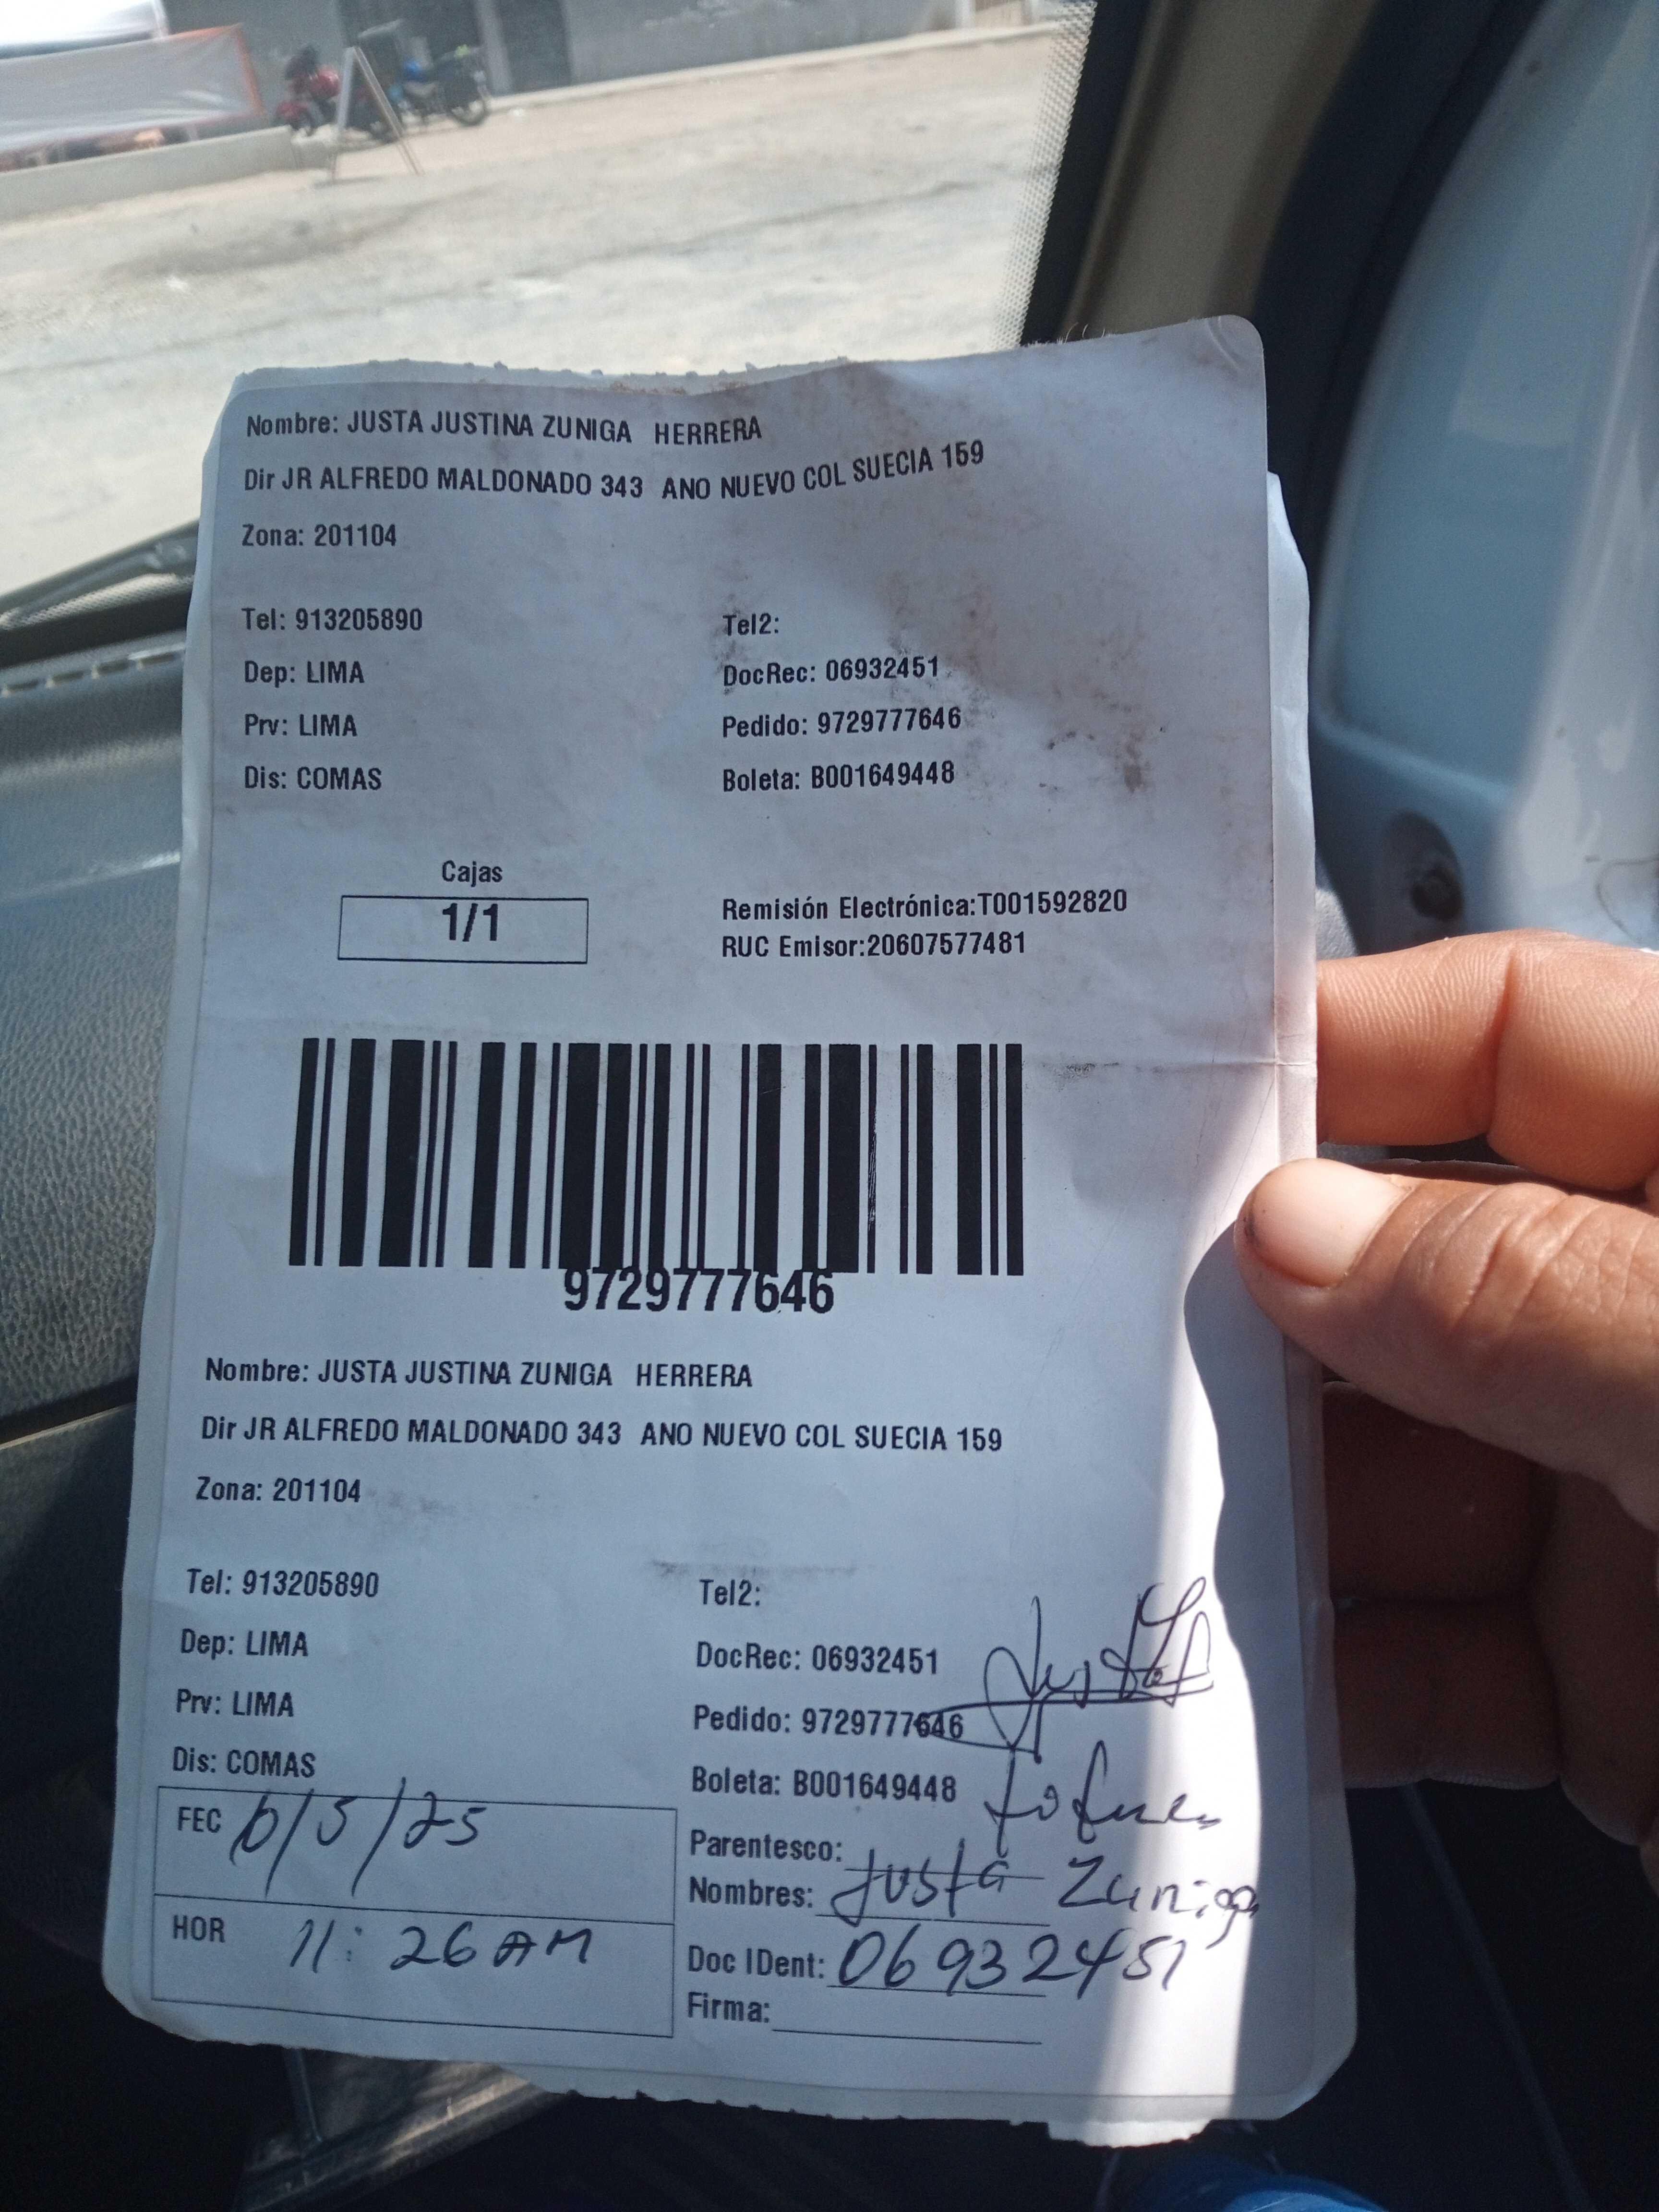 Nombre: JUSTA JUSTINA ZUNIGA HERRERA
Dir JR ALFREDO MALDONADO 343 ANO NUEVO COL SUECIA 159
Zona: 201104
Tel: 913205890 Tel2:
Dep: LIMA DocRec: 06932451
Prv: LIMA Pedido: 9729777646
Dis: COMAS Boleta: B001649448
Cajas
1/1
Remisión Electrónica:T001592820
RUC Emisor:20607577481
9729777646
Nombre: JUSTA JUSTINA ZUNIGA HERRERA
Dir JR ALFREDO MALDONADO 343 ANO NUEVO COL SUECIA 159
Zona: 201104
Tel: 913205890 Tel2:
Dep: LIMA DocRec: 06932451
Prv: LIMA Pedido: 9729777646
Dis: COMAS Boleta: B001649448
FEC /5/25
HOR 11:26 AM
Parentesco:
Nombres: Justa Zuniga
Doc IDent: 06932451
Firma: